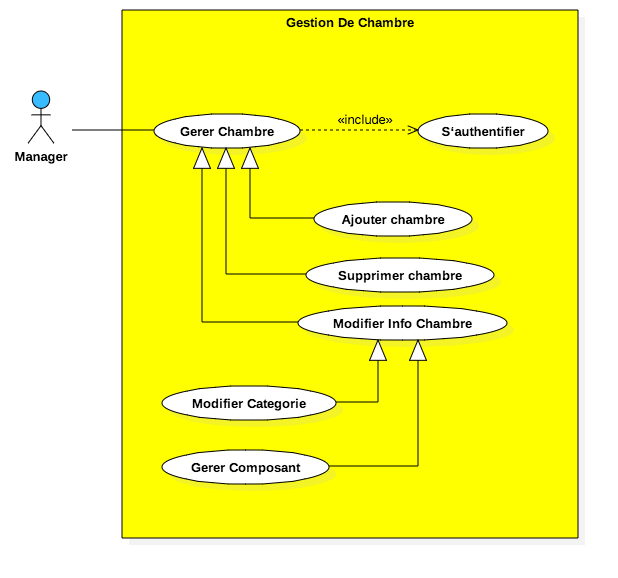 Gestion De Chambre
Manager
Gerer Chambre
«include»
S‘authentifier
Ajouter chambre
Supprimer chambre
Modifier Info Chambre
Modifier Categorie
Gerer Composant